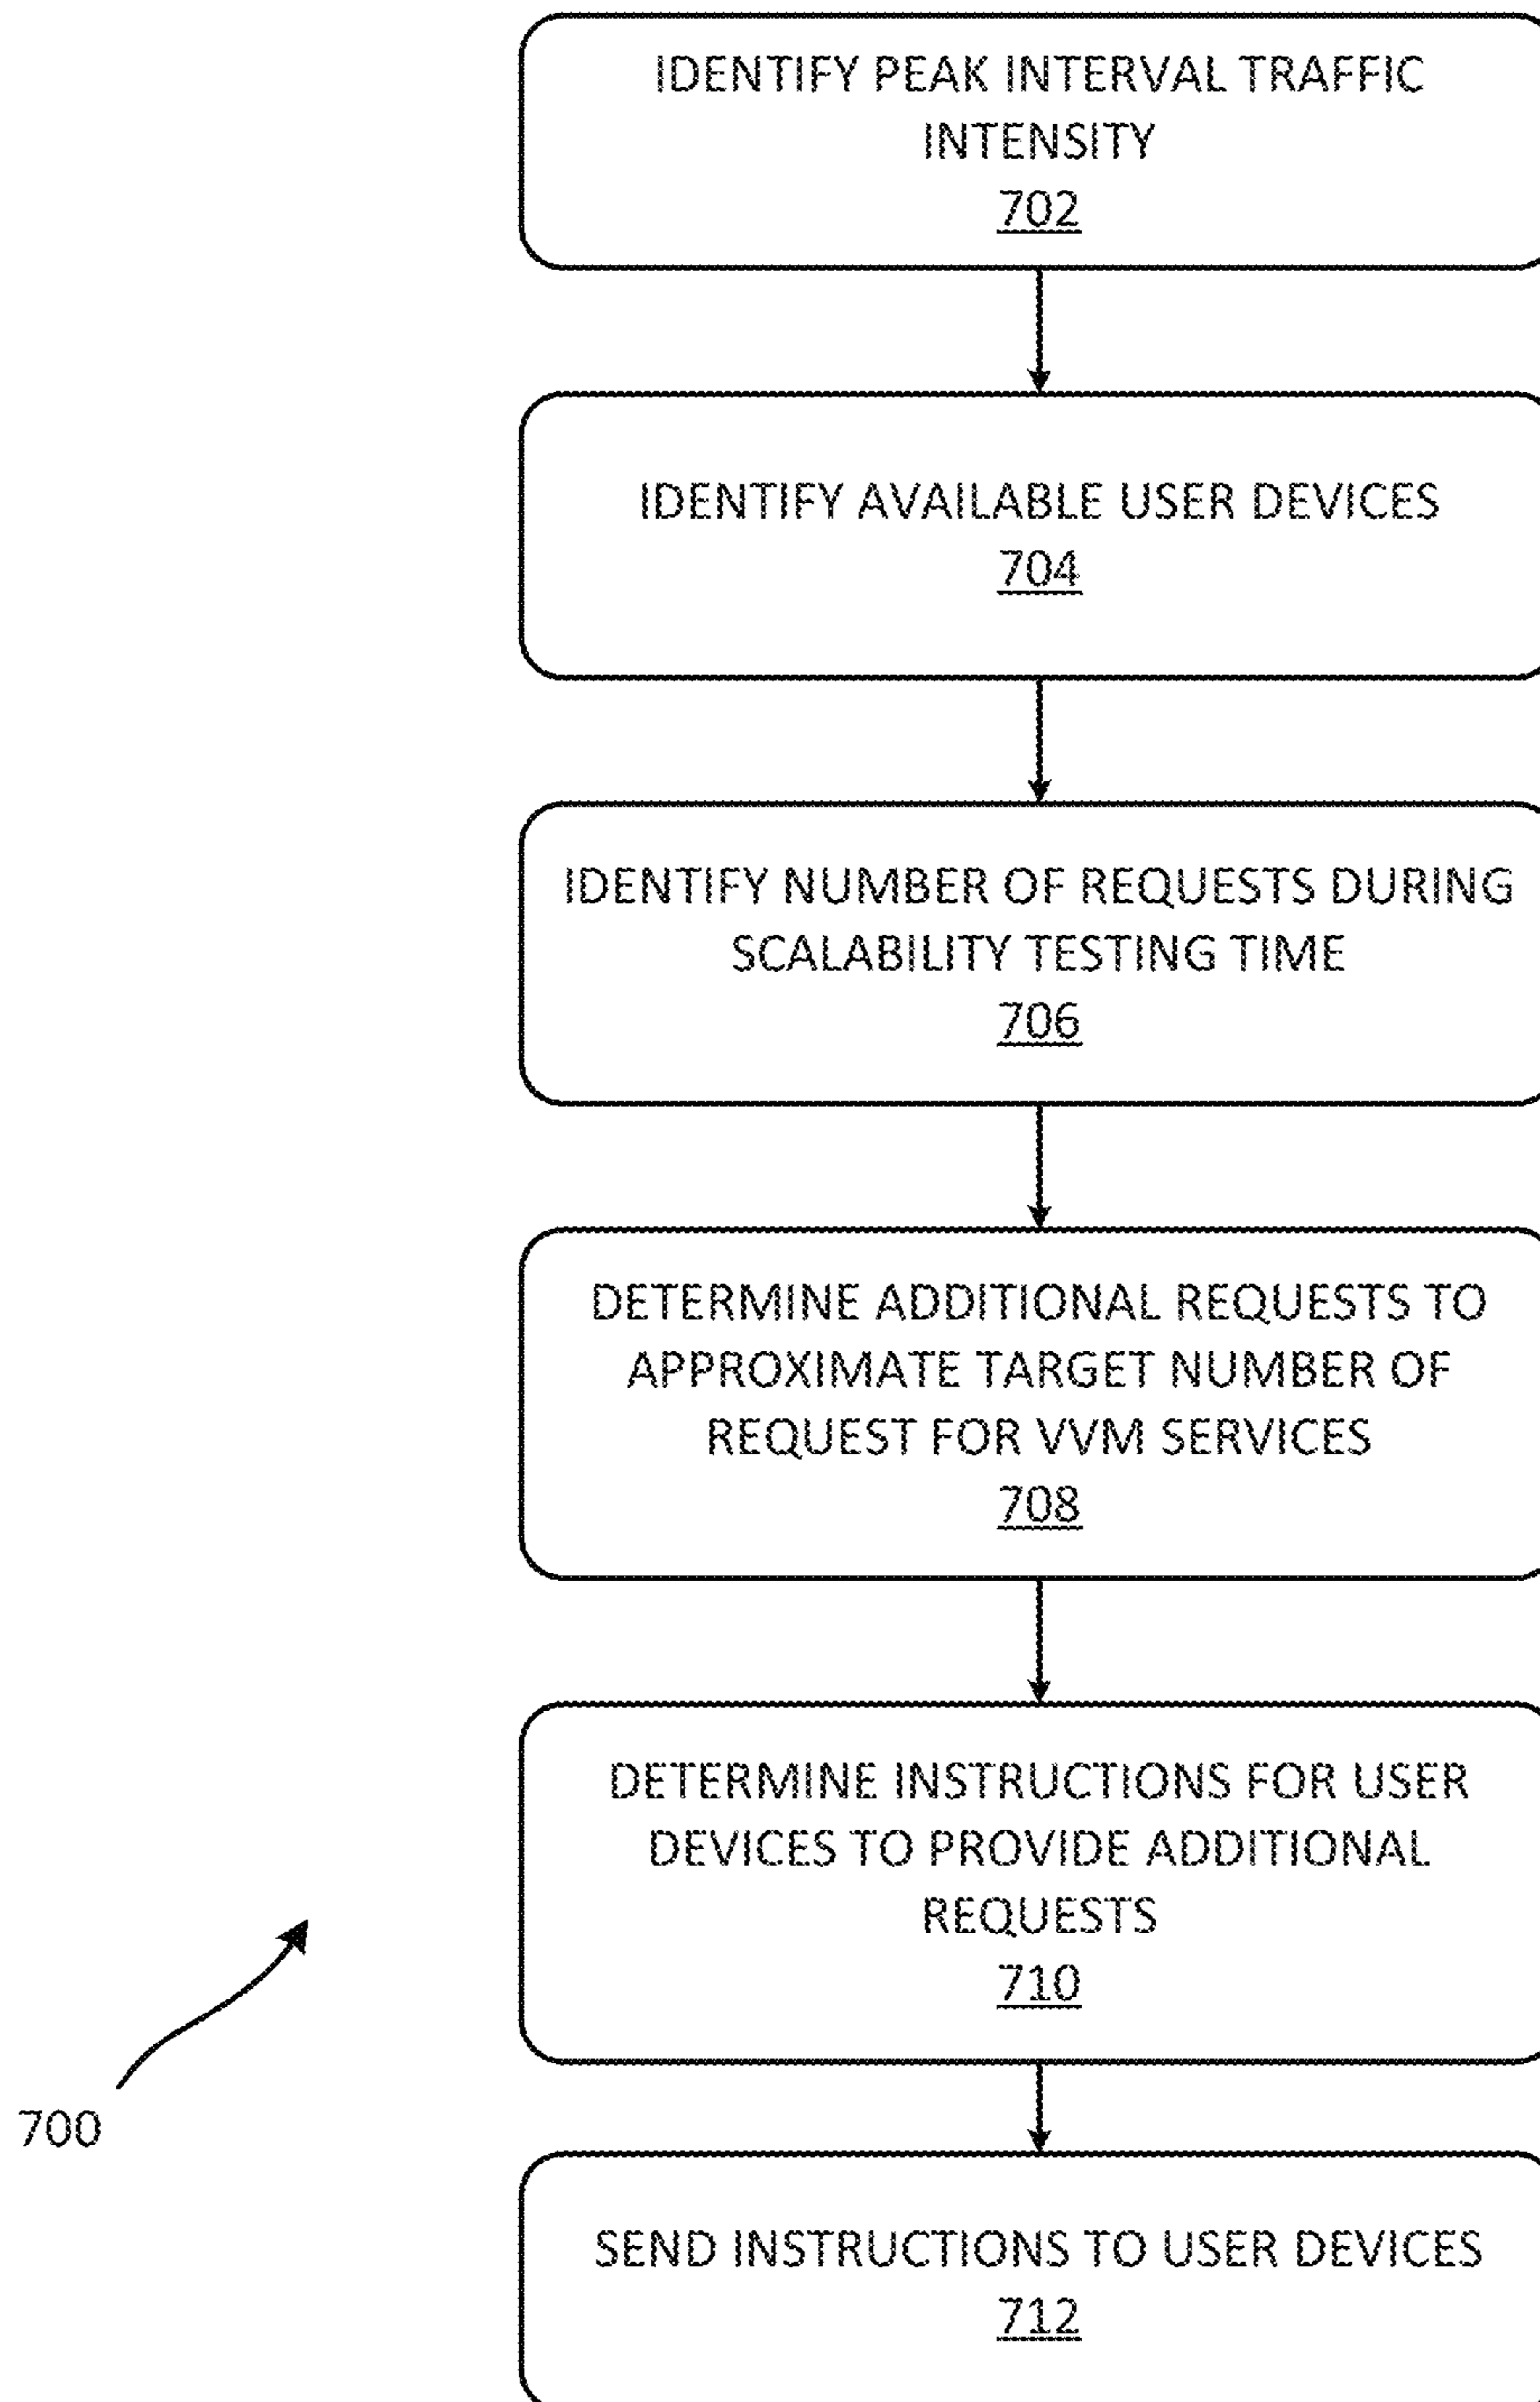 IDENTIFY PEAK INTERVAL TRAFFIC
INTENSITY
702
IDENTIFY AVAILABLE USER DEVICES
704
IDENTIFY NUMBER OF REQUESTS DURING
SCALABILITY TESTING TIME
706
DETERMINE ADDITIONAL REQUESTS TO
APPROXIMATE TARGET NUMBER OF
REQUEST FOR VVM SERVICES
708
DETERMINE INSTRUCTIONS FOR USER
DEVICES TO PROVIDE ADDITIONAL
REQUESTS
710
700
SEND INSTRUCTIONS TO USER DEVICES
712